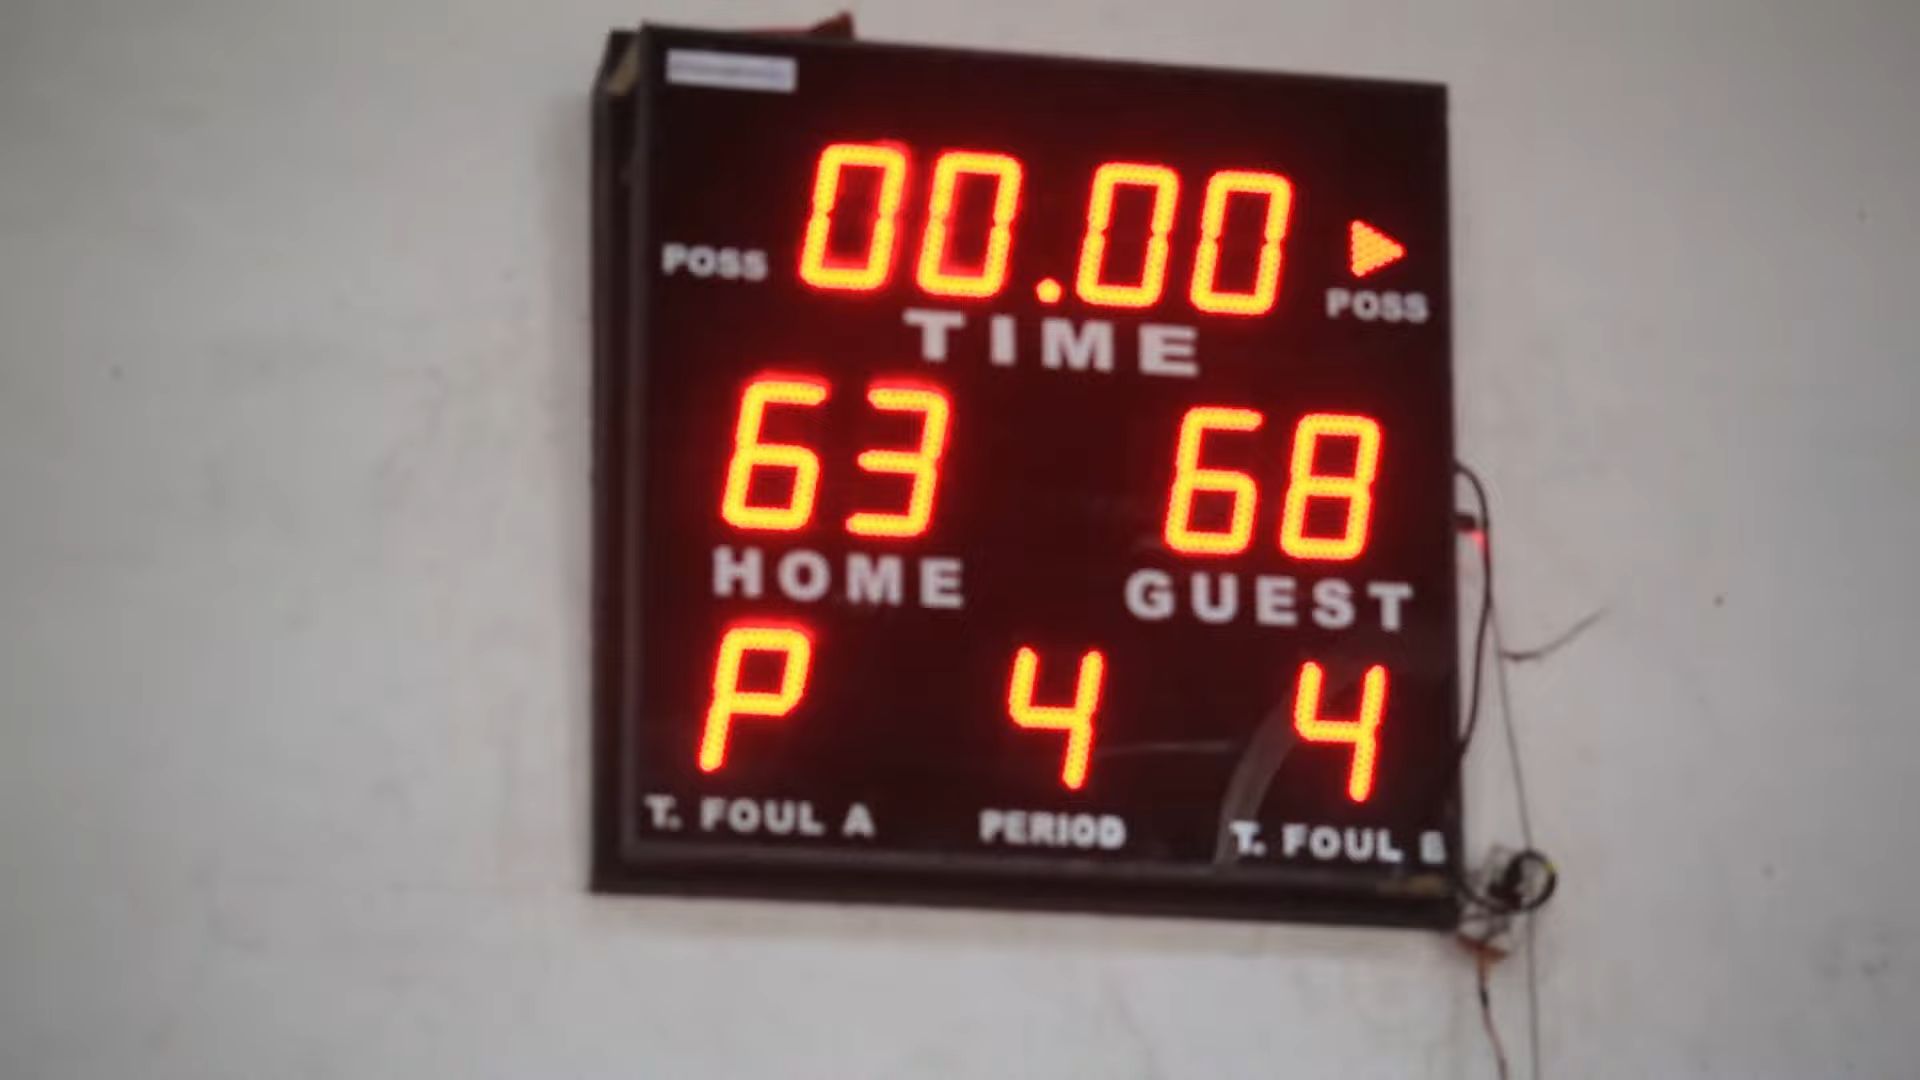 00.00
POSS
POSS
TIME
63 68
HOME GUEST
P 4 4
T. FOUL A PERIOD T. FOUL B